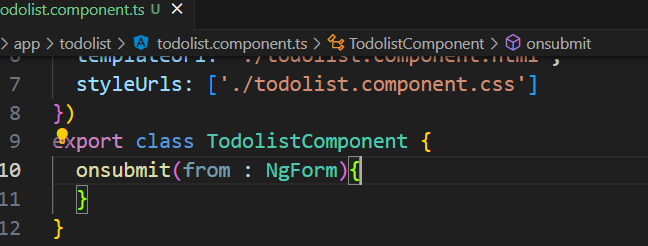 odolist.component.ts U
app > todolist > todolist.component.ts > TodolistComponent > onsubmit
6 templateUrl: './todolist.component.html',
7 styleUrls: ['./todolist.component.css']
8 })
9 export class TodolistComponent {
10 onsubmit(from : NgForm){
11 }
12 }